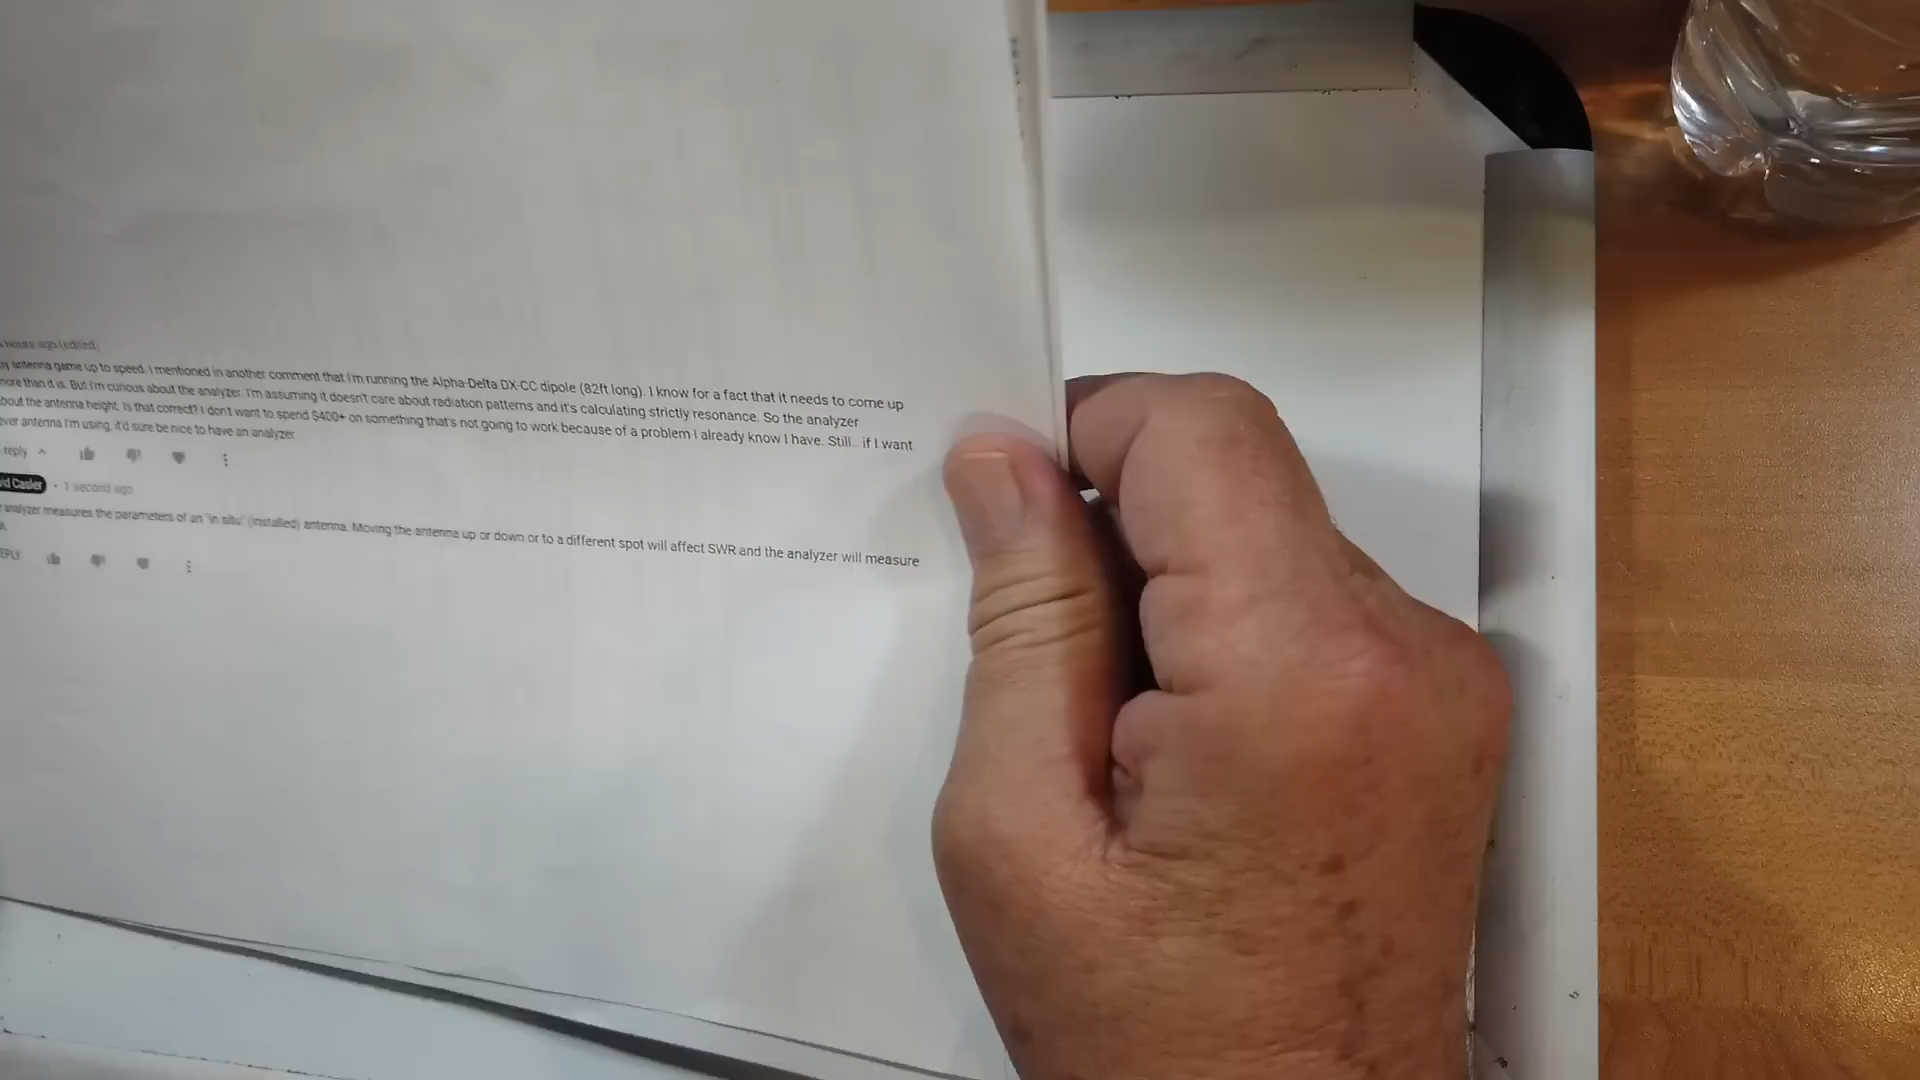 hours ago (edited)
my antenna game up to speed. I mentioned in another comment that I'm running the Alpha-Delta DX-CC dipole (82ft long). I know for a fact that it needs to come up
more than it is. But I'm curious about the analyzer. I'm assuming it doesn't care about radiation patterns and it's calculating strictly resonance. So the analyzer
bout the antenna height. Is that correct? I don't want to spend $400+ on something that's not going to work because of a problem I already know I have. Still.. if I want
ever antenna I'm using, it'd sure be nice to have an analyzer.
reply
vid Casler • 1 second ago
analyzer measures the parameters of an "in situ" (installed) antenna. Moving the antenna up or down or to a different spot will affect SWR and the analyzer will measure
EPLY